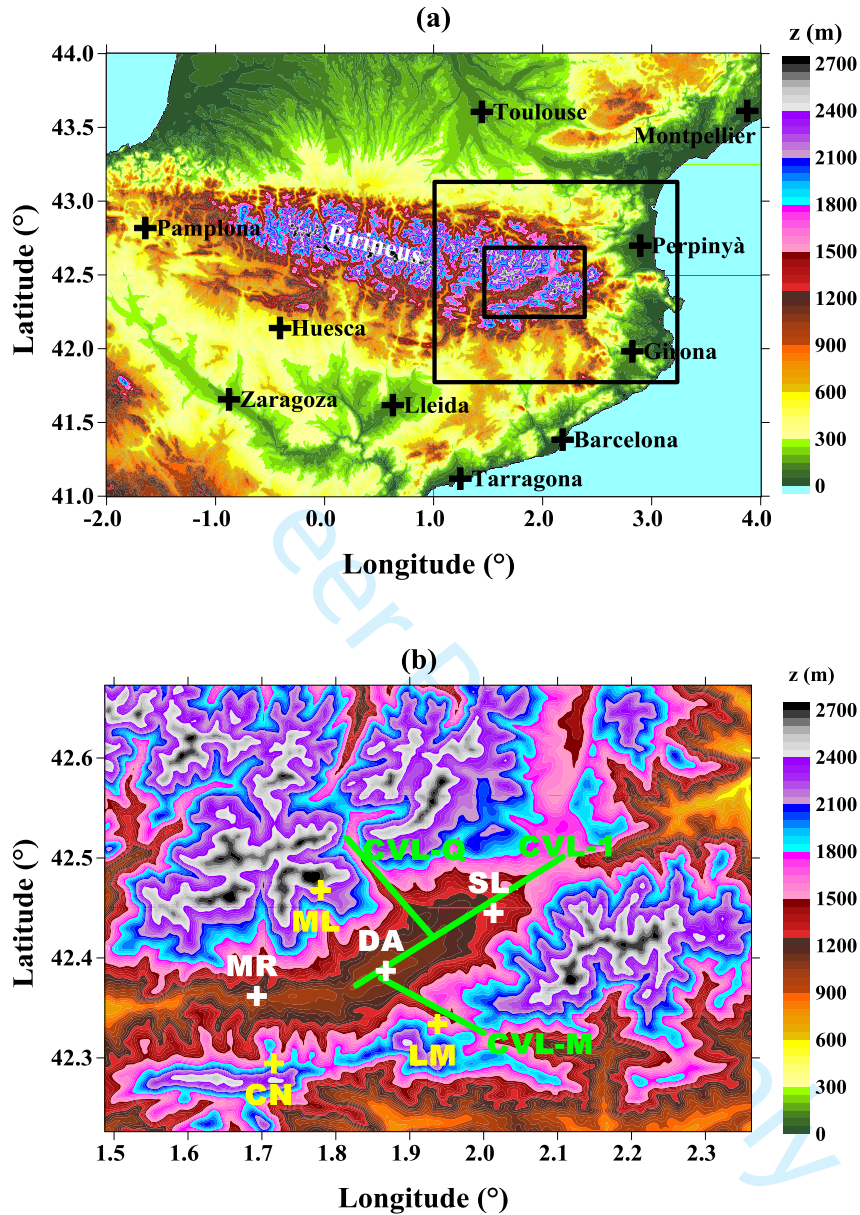 (a)
z (m)
44.0
43.5
43.0
42.5
42.0
41.5
41.0
Latitude (°)
Toulouse
Montpellier
Pamplona
Pirineus
Perpinyà
Huesca
Girona
Zaragoza
Lleida
Barcelona
Tarragona
-2.0 -1.0 0.0 1.0 2.0 3.0 4.0
Longitude (°)
2700
2400
2100
1800
1500
1200
900
600
300
0
eer
(b)
z (m)
42.6
42.5
42.4
42.3
Latitude (°)
CVL-Q CVL-1
ML SL
DA
MR
LM CVL-M
CN
1.5 1.6 1.7 1.8 1.9 2.0 2.1 2.2 2.3
Longitude (°)
2700
2400
2100
1800
1500
1200
900
600
300
0